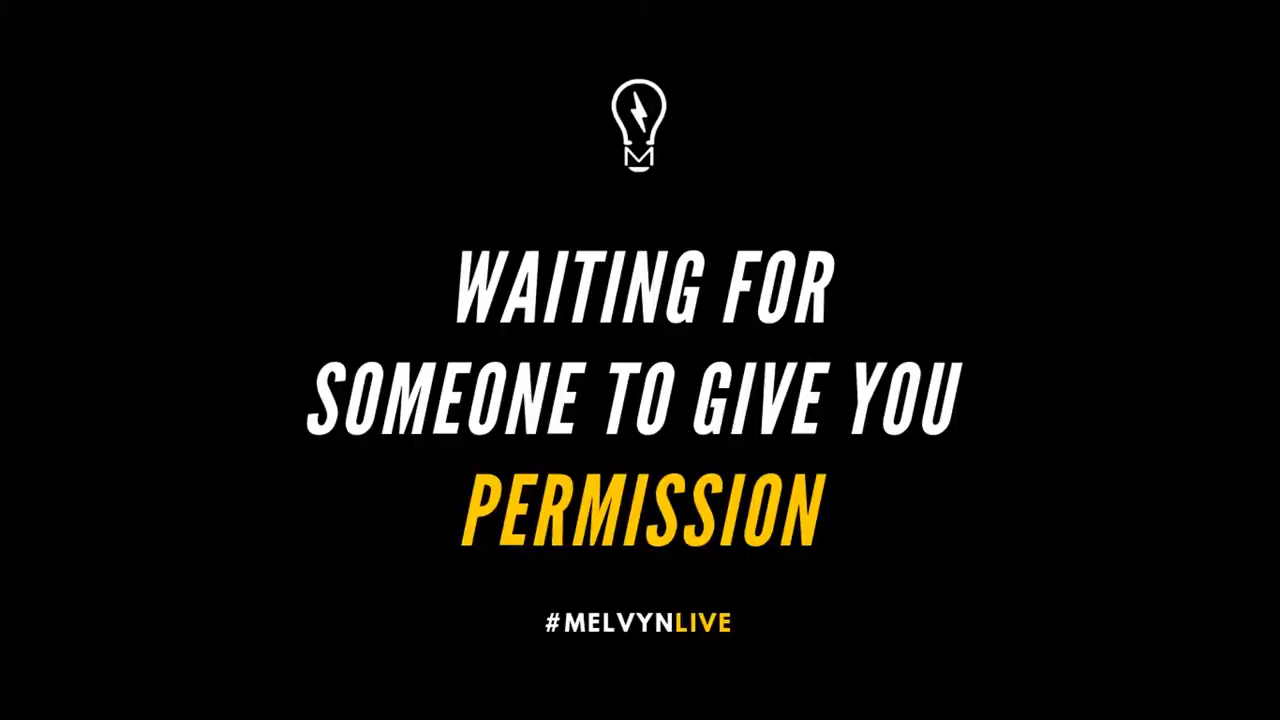 M
WAITING FOR
SOMEONE TO GIVE YOU
PERMISSION
#MELVYNLIVE